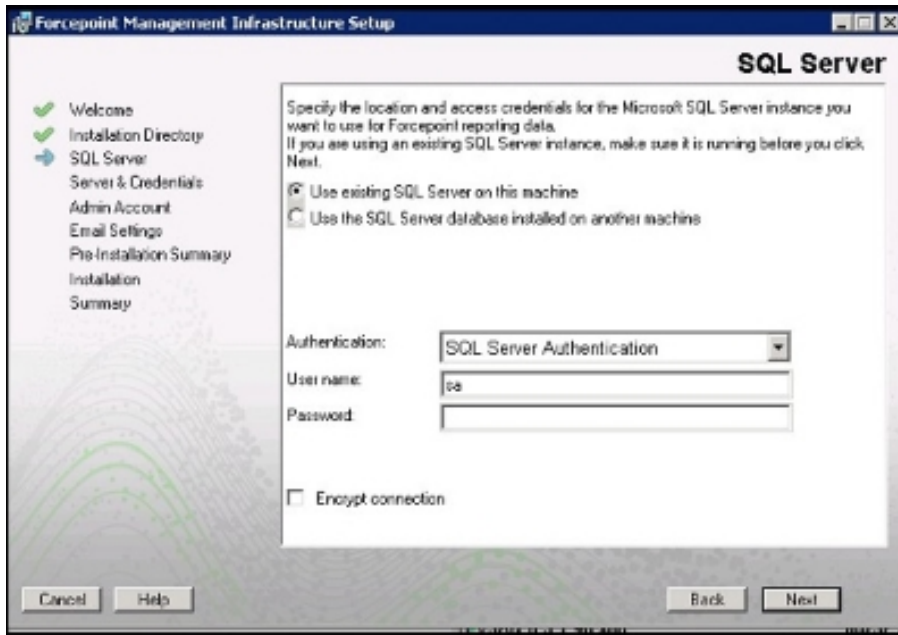 Forcepoint Management Infrastructure Setup
SQL Server
Welcome
Installation Directory
SQL Server
Server & Credentials
Admin Account
Email Settings
Pre-Installation Summary
Installation
Summary
Specify the location and access credentials for the Microsoft SQL Server instance you
want to use for Forcepoint reporting data.
If you are using an existing SQL Server instance, make sure it is running before you click
Next.
Use existing SQL Server on this machine
Use the SQL Server database installed on another machine
Authentication:
SQL Server Authentication
User name:
sa
Password:
Encrypt connection
Cancel
Help
Back
Next